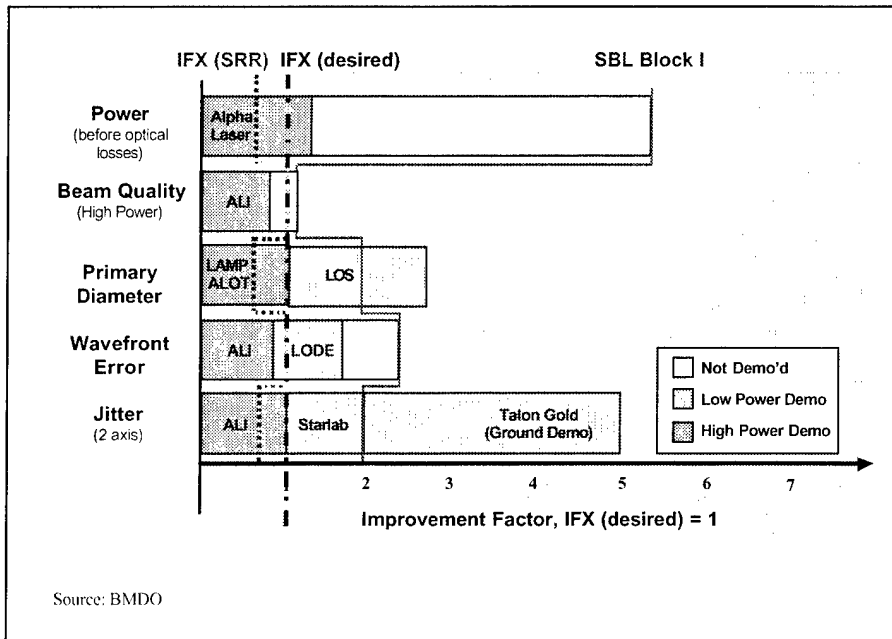 IFX (SRR) IFX (desired) SBL Block I
Power
(before optical
losses)
Alpha
Laser
Beam Quality
(High Power)
ALI
Primary
Diameter
LAMP
ALOT
LOS
Wavefront
Error
ALI
LODE
Jitter
(2 axis)
ALI
Starlab
Talon Gold
(Ground Demo)
Not Demo'd
Low Power Demo
High Power Demo
2 3 4 5 6 7
Improvement Factor, IFX (desired) = 1
Source: BMDO